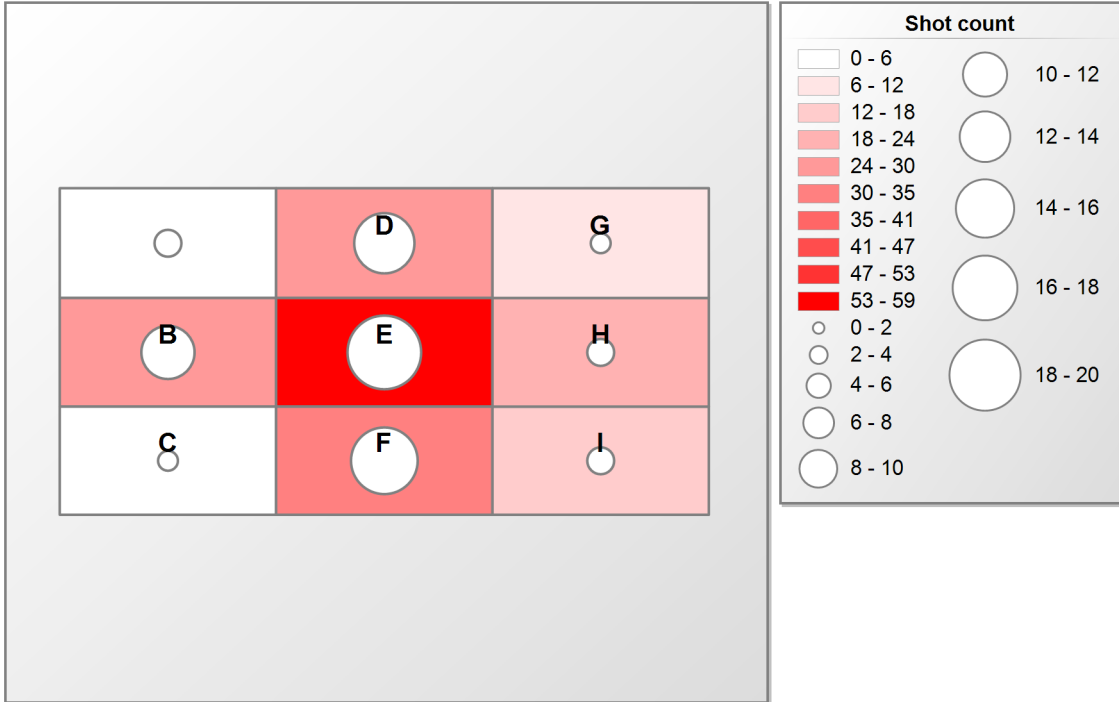 D
G
B
E
H
C
F
I
Shot count
0 - 6
6 - 12
12 - 18
18 - 24
24 - 30
30 - 35
35 - 41
41 - 47
47 - 53
53 - 59
0 - 2
2 - 4
4 - 6
6 - 8
8 - 10
10 - 12
12 - 14
14 - 16
16 - 18
18 - 20